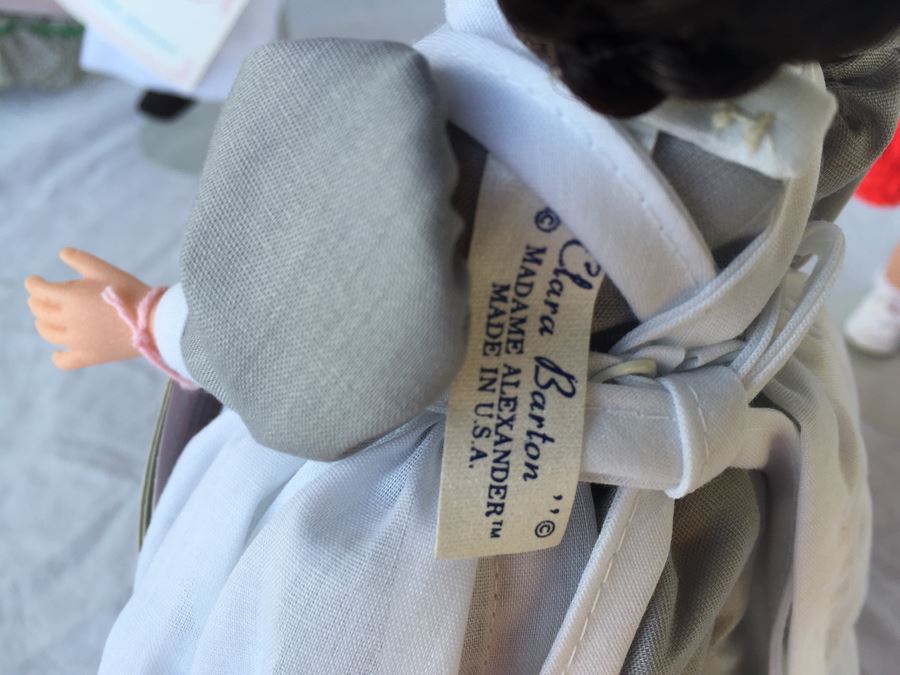 Clara Barton ”©
© MADAME ALEXANDER™
MADE IN U.S.A.